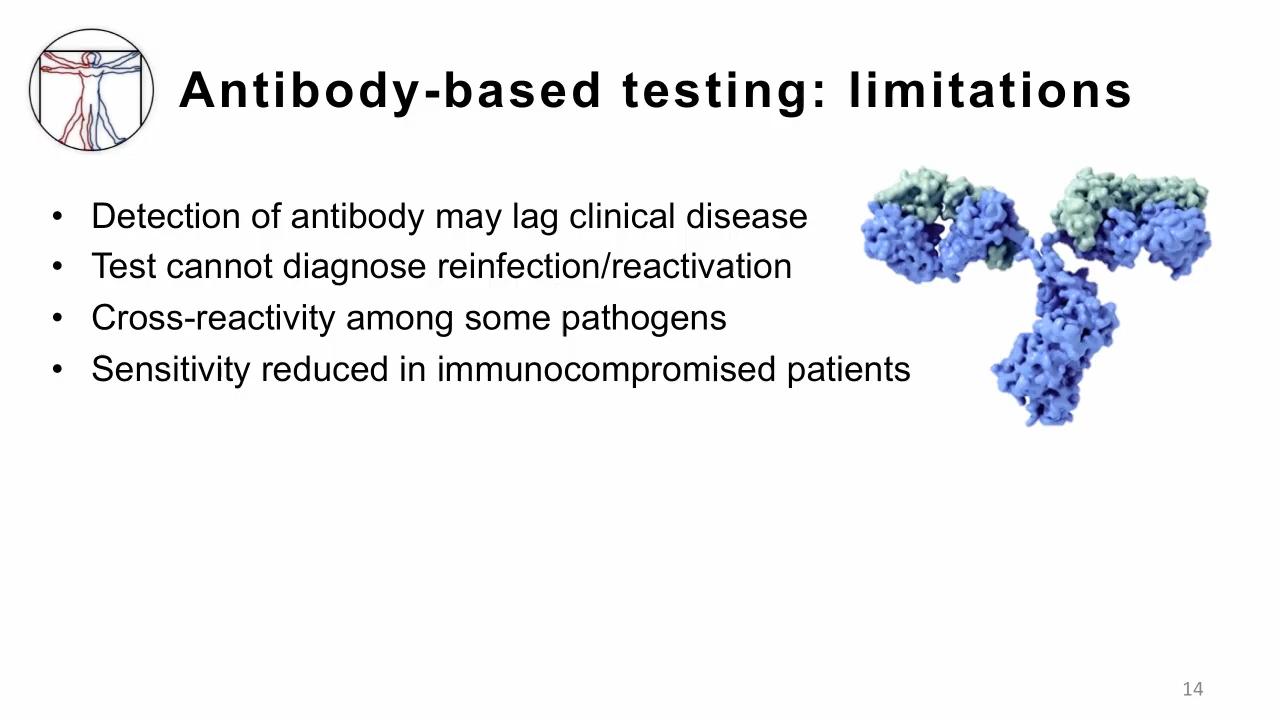 Antibody-based testing: limitations
• Detection of antibody may lag clinical disease
• Test cannot diagnose reinfection/reactivation
• Cross-reactivity among some pathogens
• Sensitivity reduced in immunocompromised patients
14